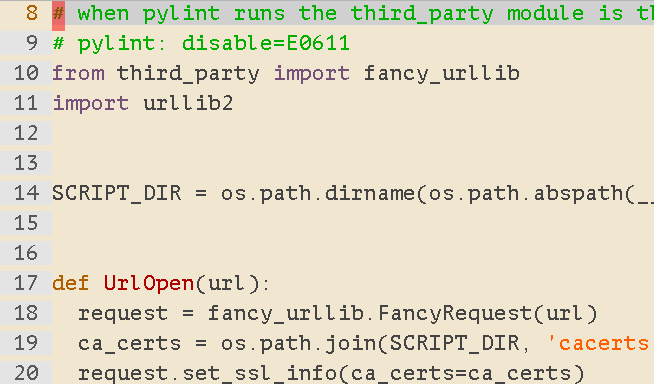 8 # when pylint runs the third_party module is th
9 # pylint: disable=E0611
10 from third_party import fancy_urllib
11 import urllib2
12
13
14 SCRIPT_DIR = os.path.dirname(os.path.abspath(__
15
16
17 def UrlOpen(url):
18   request = fancy_urllib.FancyRequest(url)
19   ca_certs = os.path.join(SCRIPT_DIR, 'cacerts
20   request.set_ssl_info(ca_certs=ca_certs)